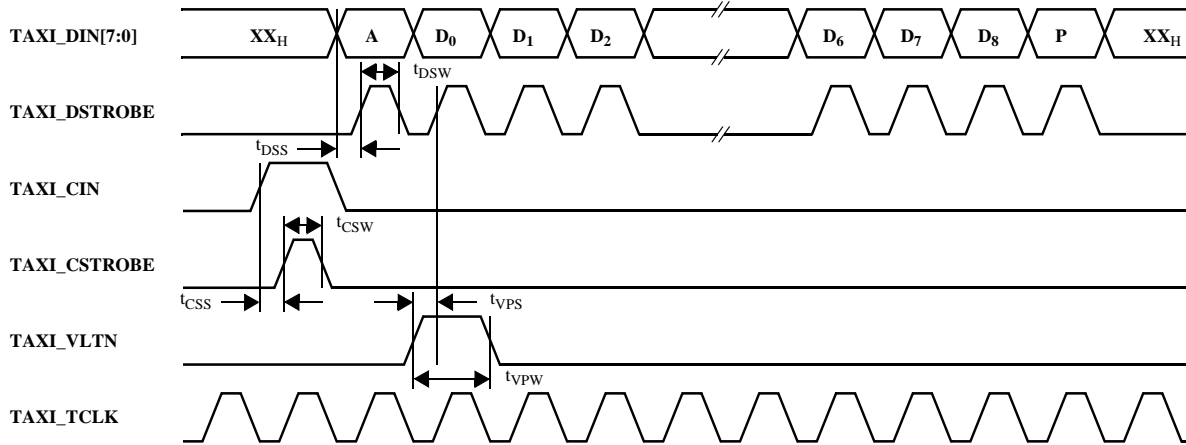 TAXI_DIN[7:0] XXH A D0 D1 D2 // D6 D7 D8 P XXH
tDSW
TAXI_DSTROBE //
tDSS
TAXI_CIN
tCSW
TAXI_CSTROBE
tCSS tVPS
TAXI_VLTN
tVPW
TAXI_TCLK